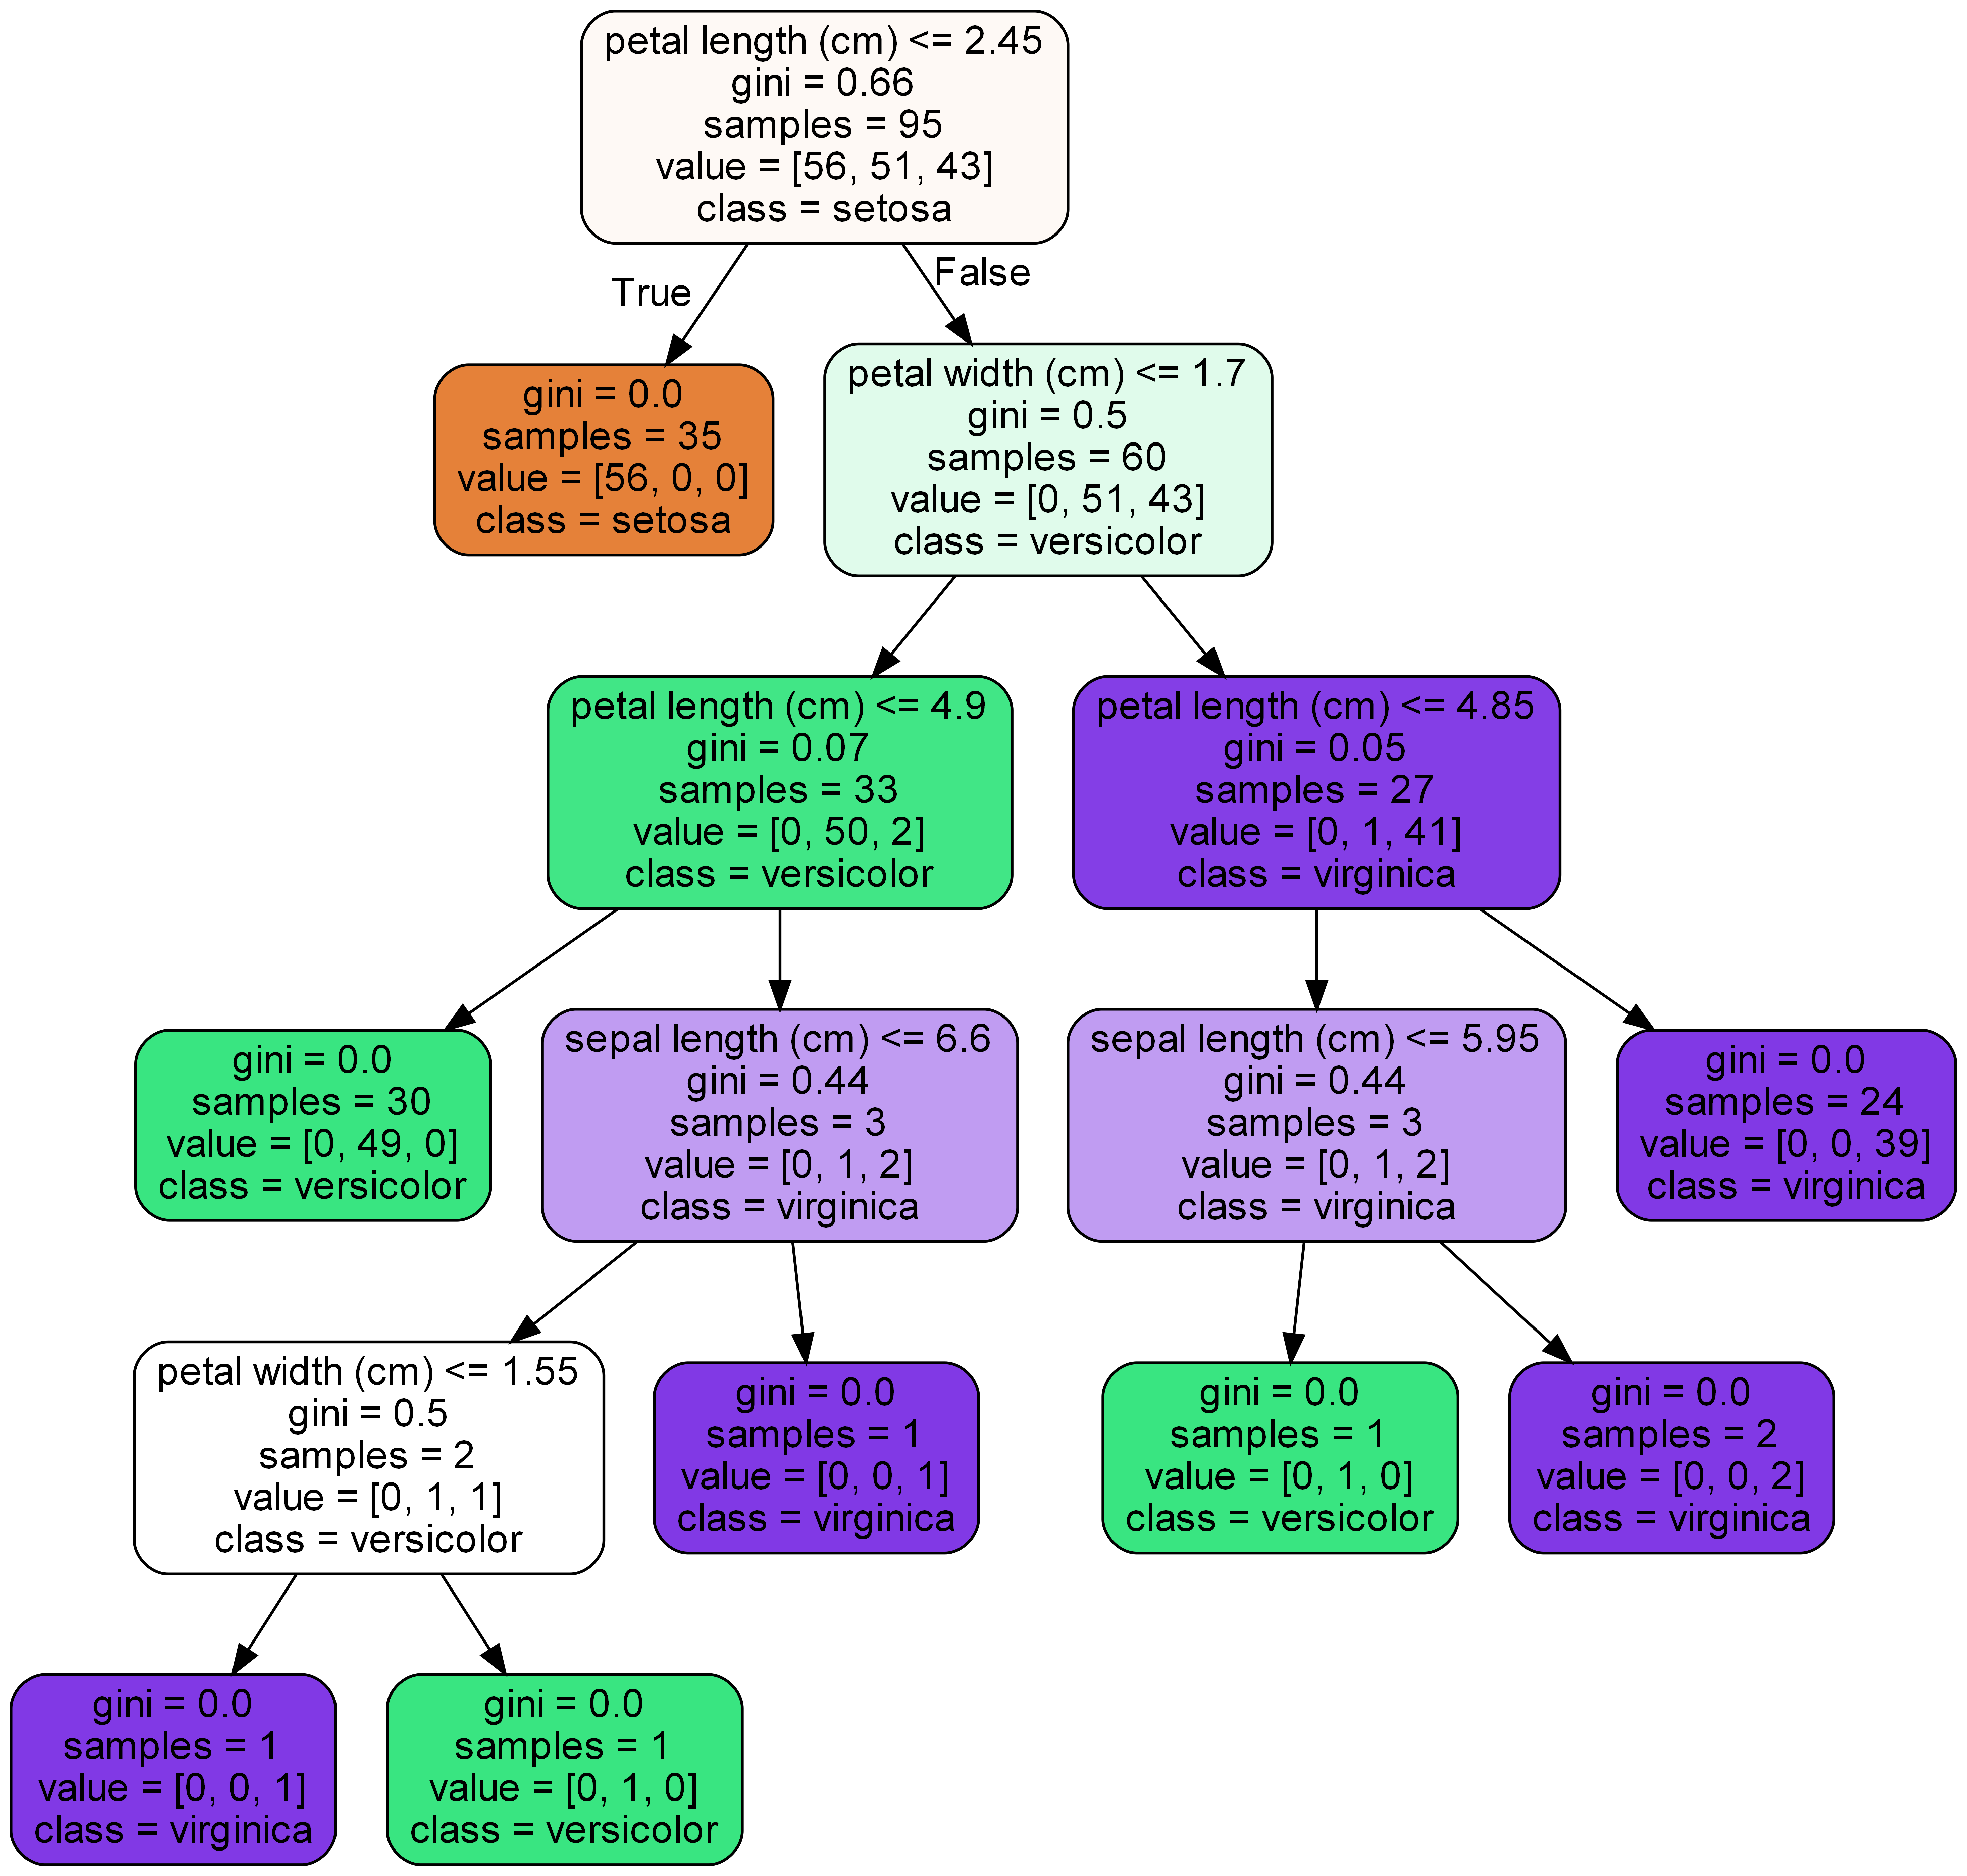 petal length (cm) <= 2.45
gini = 0.66
samples = 95
value = [56, 51, 43]
class = setosa
True
False
gini = 0.0
samples = 35
value = [56, 0, 0]
class = setosa
petal width (cm) <= 1.7
gini = 0.5
samples = 60
value = [0, 51, 43]
class = versicolor
petal length (cm) <= 4.9
gini = 0.07
samples = 33
value = [0, 50, 2]
class = versicolor
petal length (cm) <= 4.85
gini = 0.05
samples = 27
value = [0, 1, 41]
class = virginica
gini = 0.0
samples = 30
value = [0, 49, 0]
class = versicolor
sepal length (cm) <= 6.6
gini = 0.44
samples = 3
value = [0, 1, 2]
class = virginica
sepal length (cm) <= 5.95
gini = 0.44
samples = 3
value = [0, 1, 2]
class = virginica
gini = 0.0
samples = 24
value = [0, 0, 39]
class = virginica
petal width (cm) <= 1.55
gini = 0.5
samples = 2
value = [0, 1, 1]
class = versicolor
gini = 0.0
samples = 1
value = [0, 0, 1]
class = virginica
gini = 0.0
samples = 1
value = [0, 1, 0]
class = versicolor
gini = 0.0
samples = 2
value = [0, 0, 2]
class = virginica
gini = 0.0
samples = 1
value = [0, 0, 1]
class = virginica
gini = 0.0
samples = 1
value = [0, 1, 0]
class = versicolor